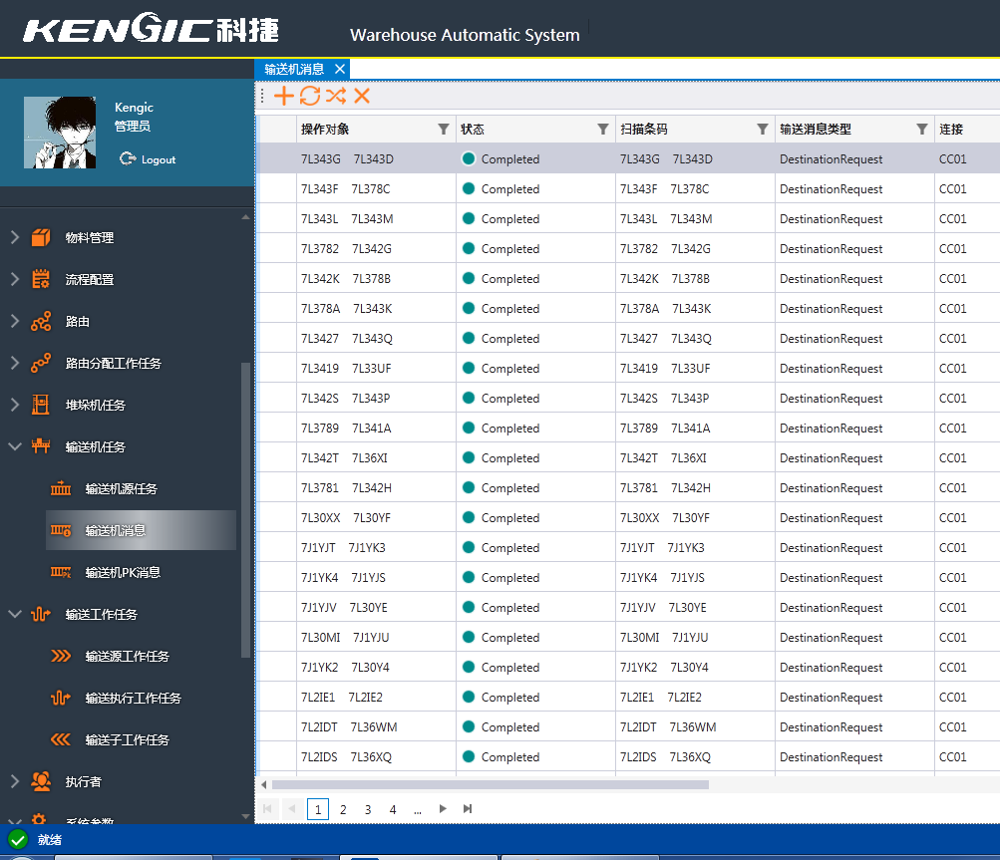 KENGIC科捷
Warehouse Automatic System
输送机消息
Kengic
管理员
Logout
物料管理
流程配置
路由
路由分配工作任务
堆垛机任务
输送机任务
输送机源任务
输送机消息
输送机PK消息
输送工作任务
输送源工作任务
输送执行工作任务
输送子工作任务
执行者
系统参数
操作对象 状态 扫描条码 输送消息类型 连接
7L343G 7L343D Completed 7L343G 7L343D DestinationRequest CC01
7L343F 7L378C Completed 7L343F 7L378C DestinationRequest CC01
7L343L 7L343M Completed 7L343L 7L343M DestinationRequest CC01
7L3782 7L342G Completed 7L3782 7L342G DestinationRequest CC01
7L342K 7L378B Completed 7L342K 7L378B DestinationRequest CC01
7L378A 7L343K Completed 7L378A 7L343K DestinationRequest CC01
7L3427 7L343Q Completed 7L3427 7L343Q DestinationRequest CC01
7L3419 7L33UF Completed 7L3419 7L33UF DestinationRequest CC01
7L342S 7L343P Completed 7L342S 7L343P DestinationRequest CC01
7L3789 7L341A Completed 7L3789 7L341A DestinationRequest CC01
7L342T 7L36XI Completed 7L342T 7L36XI DestinationRequest CC01
7L3781 7L342H Completed 7L3781 7L342H DestinationRequest CC01
7L30XX 7L30YF Completed 7L30XX 7L30YF DestinationRequest CC01
7J1YJT 7J1YK3 Completed 7J1YJT 7J1YK3 DestinationRequest CC01
7J1YK4 7J1YJS Completed 7J1YK4 7J1YJS DestinationRequest CC01
7J1YJV 7L30YE Completed 7J1YJV 7L30YE DestinationRequest CC01
7L30MI 7J1YJU Completed 7L30MI 7J1YJU DestinationRequest CC01
7J1YK2 7L30Y4 Completed 7J1YK2 7L30Y4 DestinationRequest CC01
7L2IE1 7L2IE2 Completed 7L2IE1 7L2IE2 DestinationRequest CC01
7L2IDT 7L36WM Completed 7L2IDT 7L36WM DestinationRequest CC01
7L2IDS 7L36XQ Completed 7L2IDS 7L36XQ DestinationRequest CC01
1 2 3 4 ...
就绪